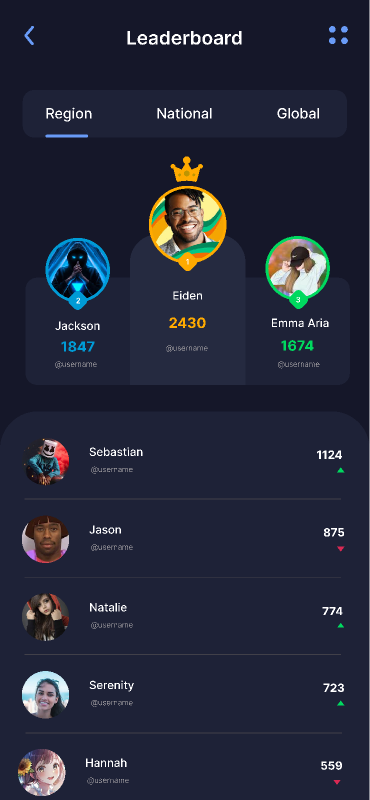 Leaderboard
Region National Global
1
Eiden
2430
@username
2
Jackson
1847
@username
3
Emma Aria
1674
@username
Sebastian 1124
@username
Jason 875
@username
Natalie 774
@username
Serenity 723
@username
Hannah 559
@username